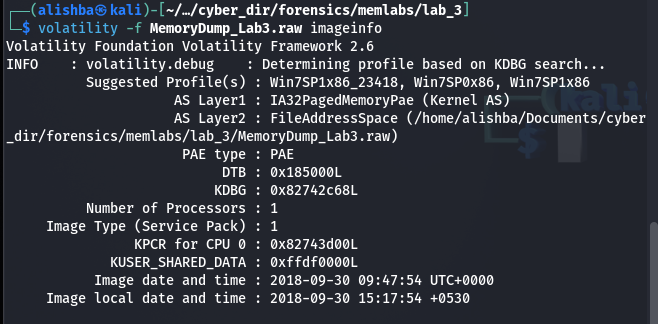 ┌──(alishba㉿kali)-[~/…/cyber_dir/forensics/memlabs/lab_3]
└─$ volatility -f MemoryDump_Lab3.raw imageinfo
Volatility Foundation Volatility Framework 2.6
INFO    : volatility.debug    : Determining profile based on KDBG search...
          Suggested Profile(s) : Win7SP1x86_23418, Win7SP0x86, Win7SP1x86
                     AS Layer1 : IA32PagedMemoryPae (Kernel AS)
                     AS Layer2 : FileAddressSpace (/home/alishba/Documents/cyber
_dir/forensics/memlabs/lab_3/MemoryDump_Lab3.raw)
                      PAE type : PAE
                           DTB : 0x185000L
                          KDBG : 0x82742c68L
          Number of Processors : 1
     Image Type (Service Pack) : 1
                KPCR for CPU 0 : 0x82743d00L
             KUSER_SHARED_DATA : 0xffdf0000L
           Image date and time : 2018-09-30 09:47:54 UTC+0000
     Image local date and time : 2018-09-30 15:17:54 +0530